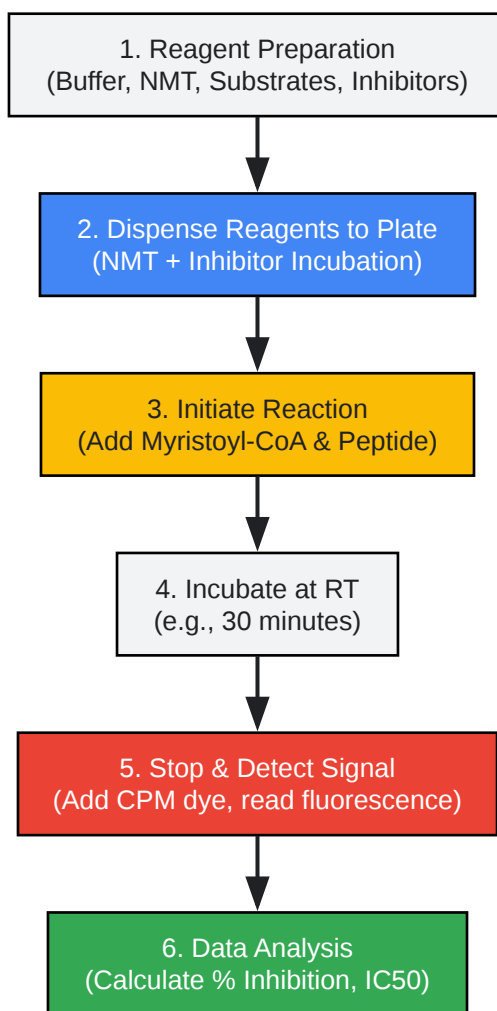 1. Reagent Preparation
(Buffer, NMT, Substrates, Inhibitors)
2. Dispense Reagents to Plate
(NMT + Inhibitor Incubation)
3. Initiate Reaction
(Add Myristoyl-CoA & Peptide)
4. Incubate at RT
(e.g., 30 minutes)
5. Stop & Detect Signal
(Add CPM dye, read fluorescence)
6. Data Analysis
(Calculate % Inhibition, IC50)